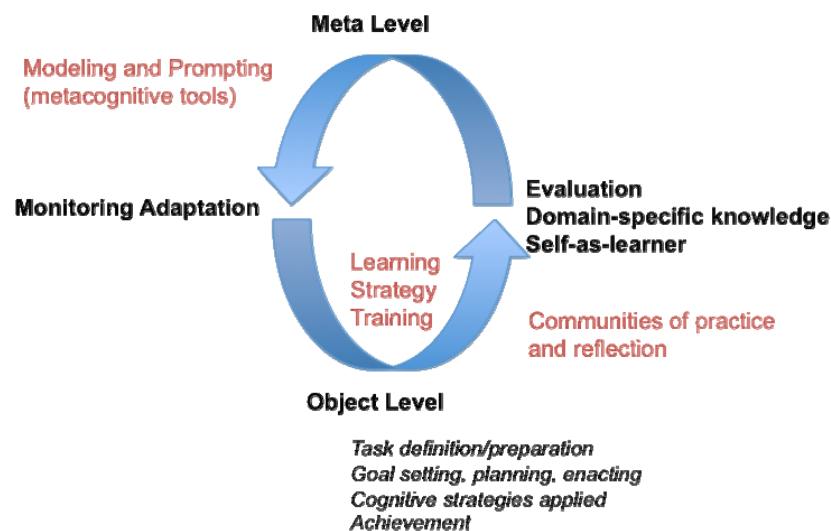 Meta Level
Modeling and Prompting
(metacognitive tools)
Monitoring Adaptation
Evaluation
Domain-specific knowledge
Self-as-learner
Learning
Strategy
Training
Communities of practice
and reflection
Object Level
Task definition/preparation
Goal setting, planning, enacting
Cognitive strategies applied
Achievement